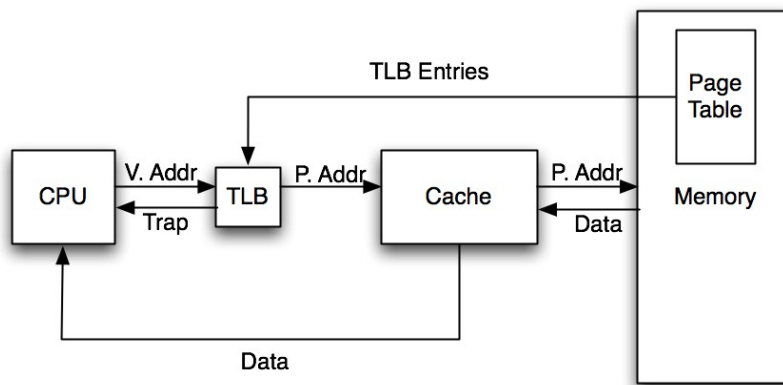 TLB Entries
Page
Table
V. Addr
P. Addr
P. Addr
CPU
TLB
Cache
Memory
Trap
Data
Data